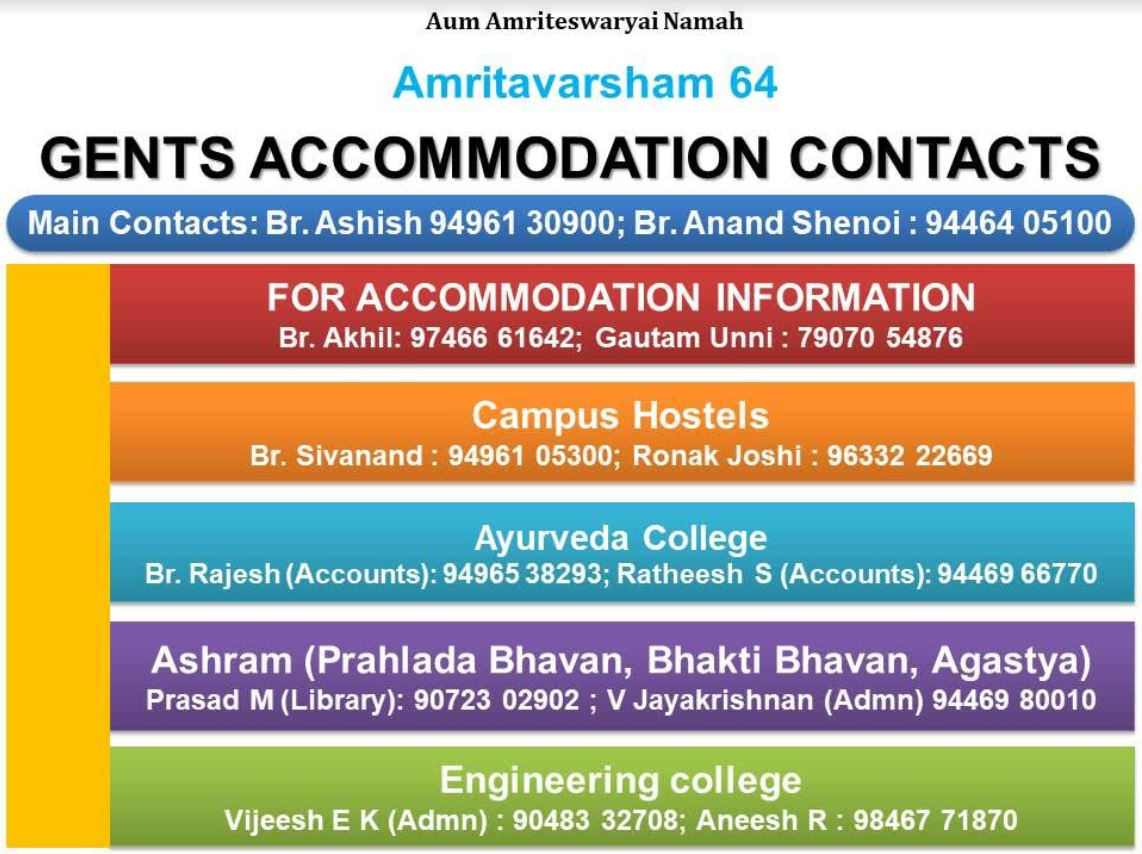 Aum Amriteswaryai Namah
Amritavarsham 64
GENTS ACCOMMODATION CONTACTS
Main Contacts: Br. Ashish 94961 30900; Br. Anand Shenoi : 94464 05100
FOR ACCOMMODATION INFORMATION
Br. Akhil: 97466 61642; Gautam Unni : 79070 54876
Campus Hostels
Br. Sivanand : 94961 05300; Ronak Joshi : 96332 22669
Ayurveda College
Br. Rajesh (Accounts): 94965 38293; Ratheesh S (Accounts): 94469 66770
Ashram (Prahlada Bhavan, Bhakti Bhavan, Agastya)
Prasad M (Library): 90723 02902 ; V Jayakrishnan (Admn) 94469 80010
Engineering college
Vijeesh E K (Admn) : 90483 32708; Aneesh R : 98467 71870